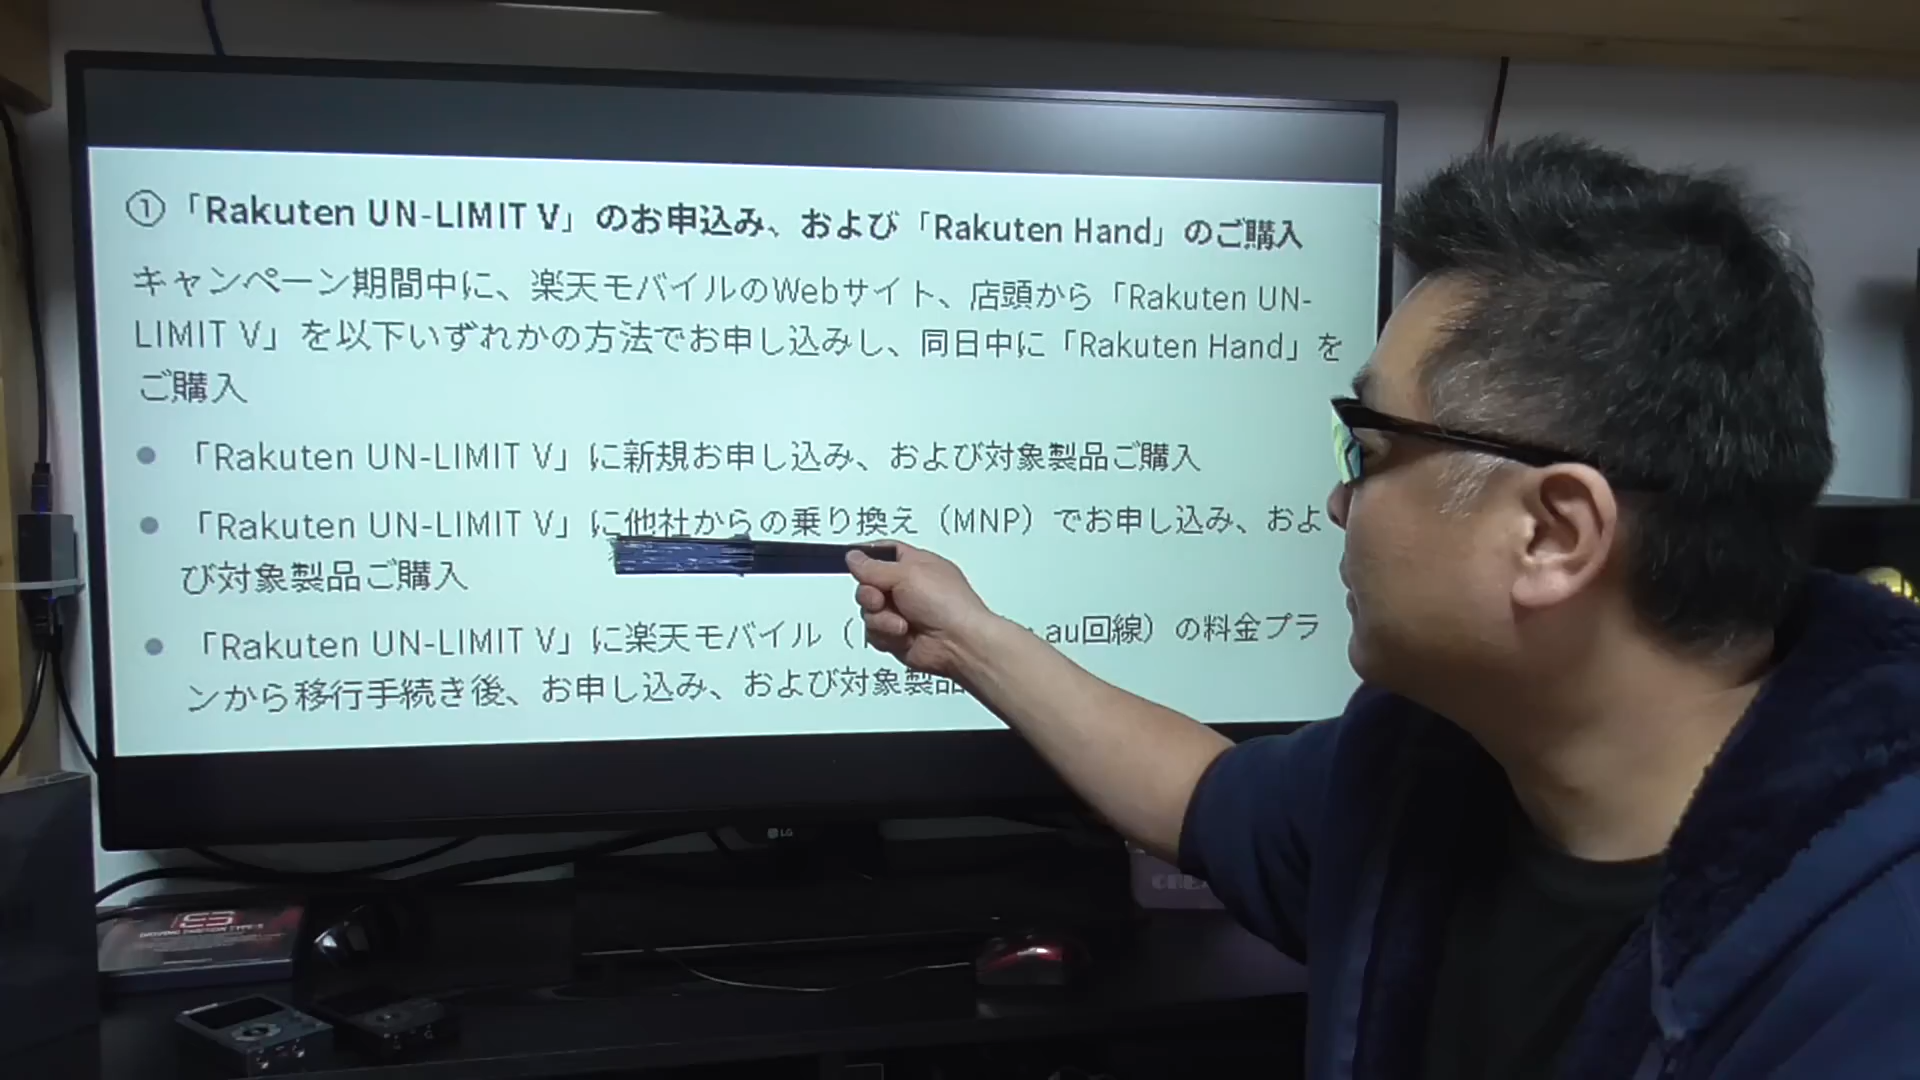 ①「Rakuten UN-LIMIT V」のお申込み、および「Rakuten Hand」のご購入
キャンペーン期間中に、楽天モバイルのWebサイト、店頭から「Rakuten UN-
LIMIT V」を以下いずれかの方法でお申し込みし、同日中に「Rakuten Hand」を
ご購入
「Rakuten UN-LIMIT V」に新規お申し込み、および対象製品ご購入
「Rakuten UN-LIMIT V」に他社からの乗り換え（MNP）でお申し込み、およ
び対象製品ご購入
「Rakuten UN-LIMIT V」に楽天モバイル（ au回線）の料金プラ
ンから移行手続き後、お申し込み、および対象製品
LG